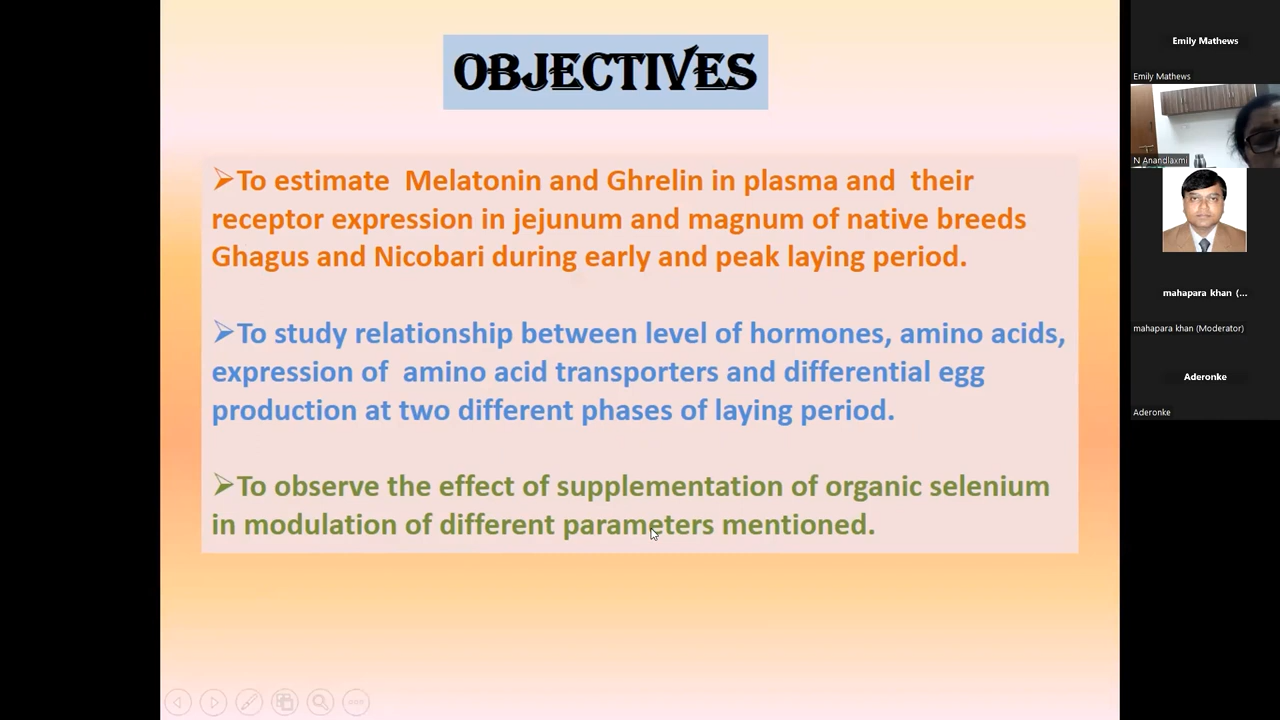 OBJECTIVES
➢To estimate Melatonin and Ghrelin in plasma and their
receptor expression in jejunum and magnum of native breeds
Ghagus and Nicobari during early and peak laying period.
➢To study relationship between level of hormones, amino acids,
expression of amino acid transporters and differential egg
production at two different phases of laying period.
➢To observe the effect of supplementation of organic selenium
in modulation of different parameters mentioned.
Emily Mathews
Emily Mathews
N Anandlaxmi
mahapara khan (...
mahapara khan (Moderator)
Aderonke
Aderonke